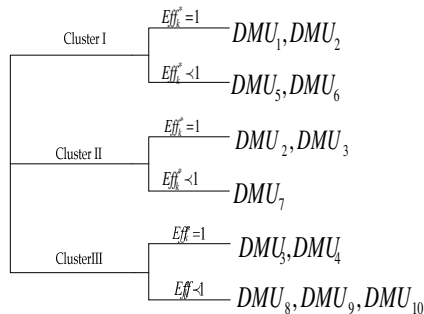 Eff*k=1
DMU1,DMU2
Cluster I
Eff*k≺1
DMU5,DMU6
Eff*k=1
DMU2,DMU3
Cluster II
Eff*k≺1
DMU7
Eff*k=1
DMU3,DMU4
ClusterIII
Eff≺1
DMU8,DMU9,DMU10